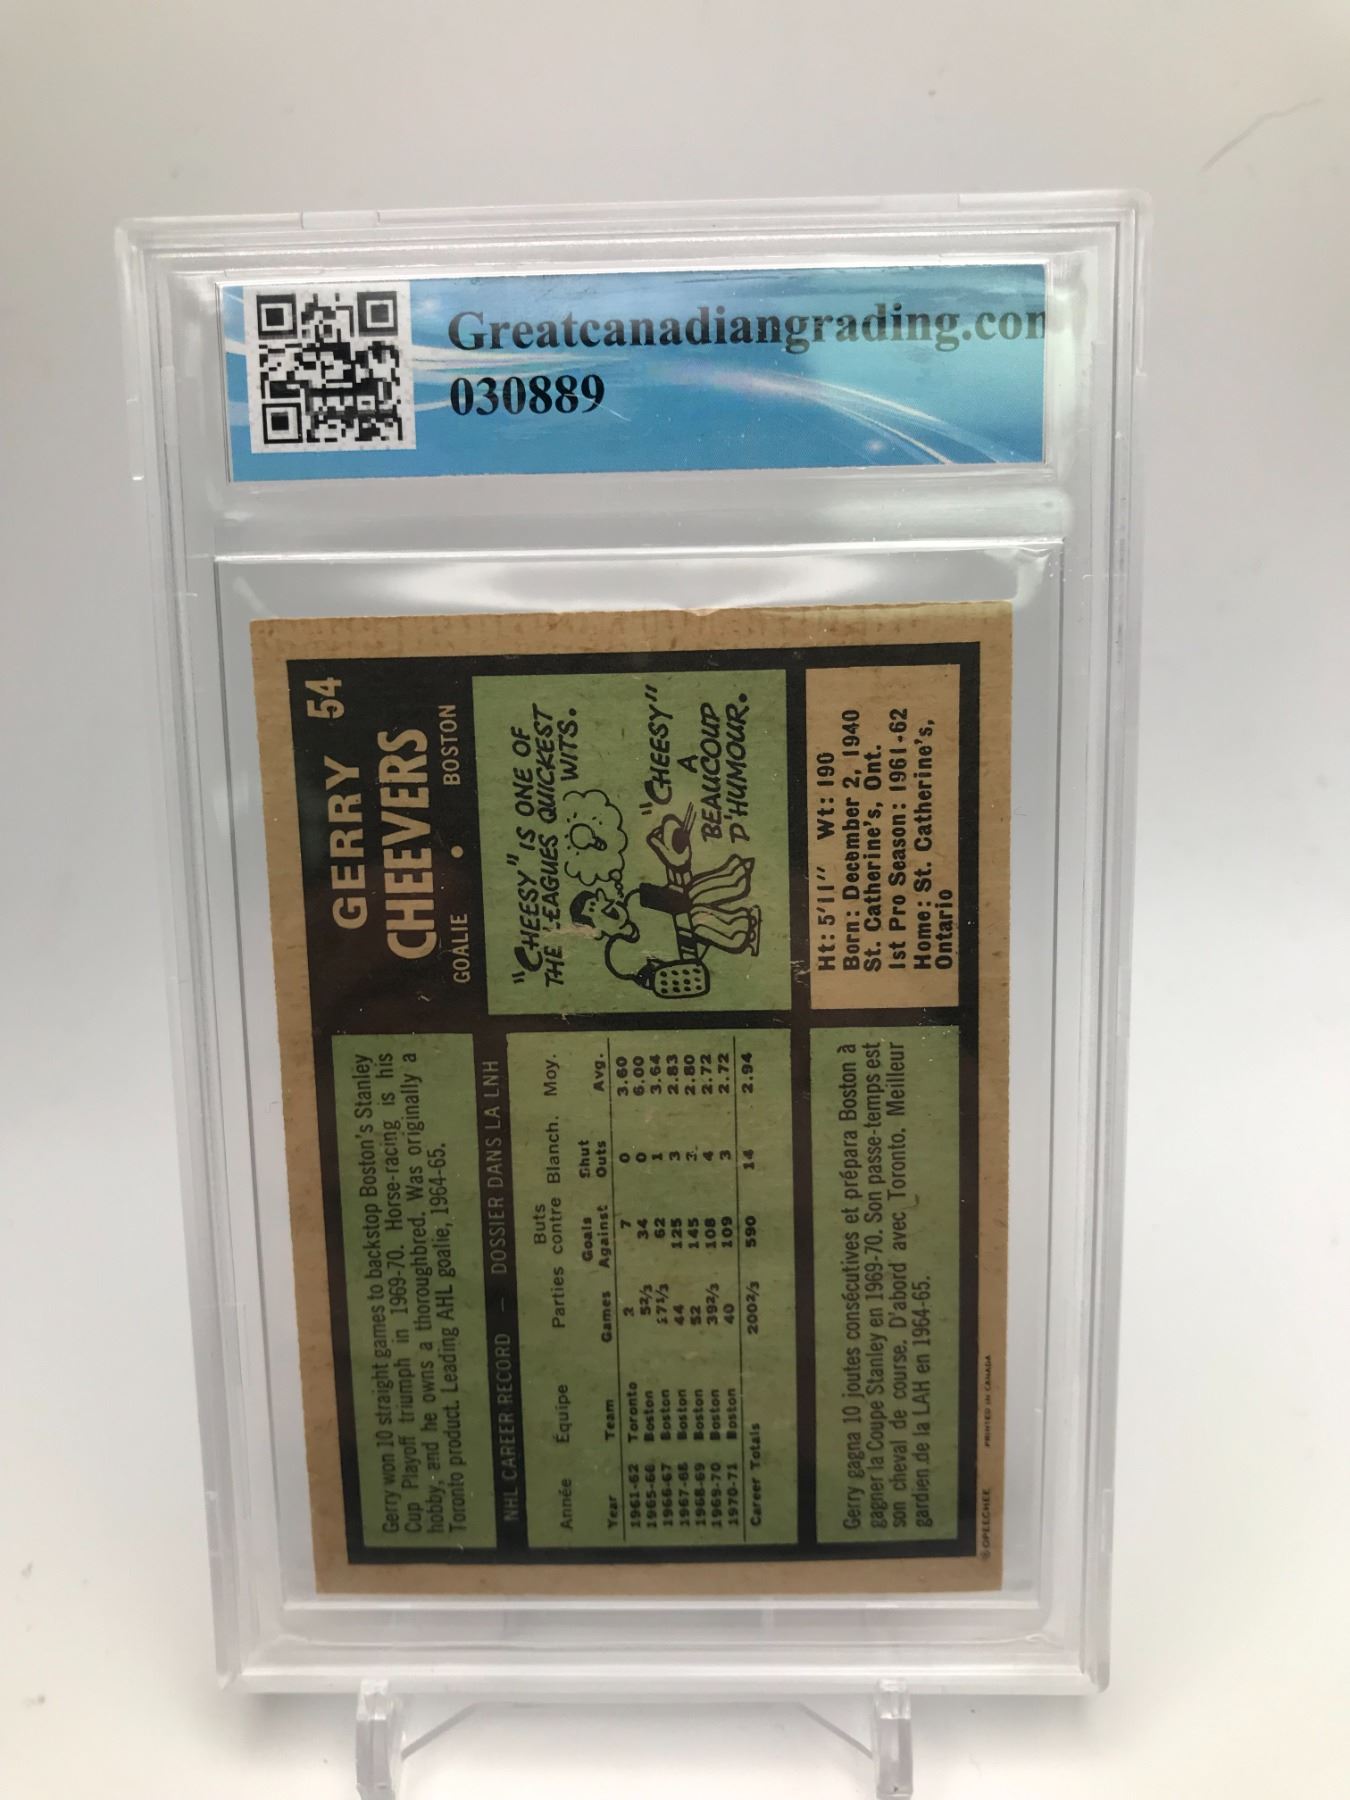 Greatcanadiangrading.con
030889
GERRY 54
CHEEVERS
GOALIE • BOSTON
Gerry won 10 straight games to backstop Boston's Stanley
Cup Playoff triumph in 1969-70. Horse-racing is his
hobby, and he owns a thoroughbred. Was originally a
Toronto product. Leading AHL goalie, 1964-65.
"CHEESY" IS ONE OF
THE LEAGUES QUICKEST
WITS.
"CHEESY"
A
BEAUCOUP
D'HUMOUR.
NHL CAREER RECORD — DOSSIER DANS LA LNH
Année Équipe Parties Buts contre Blanch. Moy.
Year Team Games Goals Against Shut Outs Avg.
1961-62 Toronto 2 7 0 3.60
1965-66 Boston 5 2/3 34 0 6.00
1966-67 Boston 71/3 62 1 3.64
1967-68 Boston 44 125 3 2.83
1968-69 Boston 52 145 2.80
1969-70 Boston 39 2/3 108 4 2.72
1970-71 Boston 40 109 3 2.72
Career Totals 200 2/3 590 14 2.94
Ht: 5'11" Wt: 190
Born: December 2, 1940
St. Catherine's, Ont.
1st Pro Season: 1961-62
Home: St. Catherine's,
Ontario
Gerry gagna 10 joutes consécutives et prépara Boston à
gagner la Coupe Stanley en 1969-70. Son passe-temps est
son cheval de course. D'abord avec Toronto. Meilleur
gardien de la LAH en 1964-65.
© OPEECHEE PRINTED IN CANADA